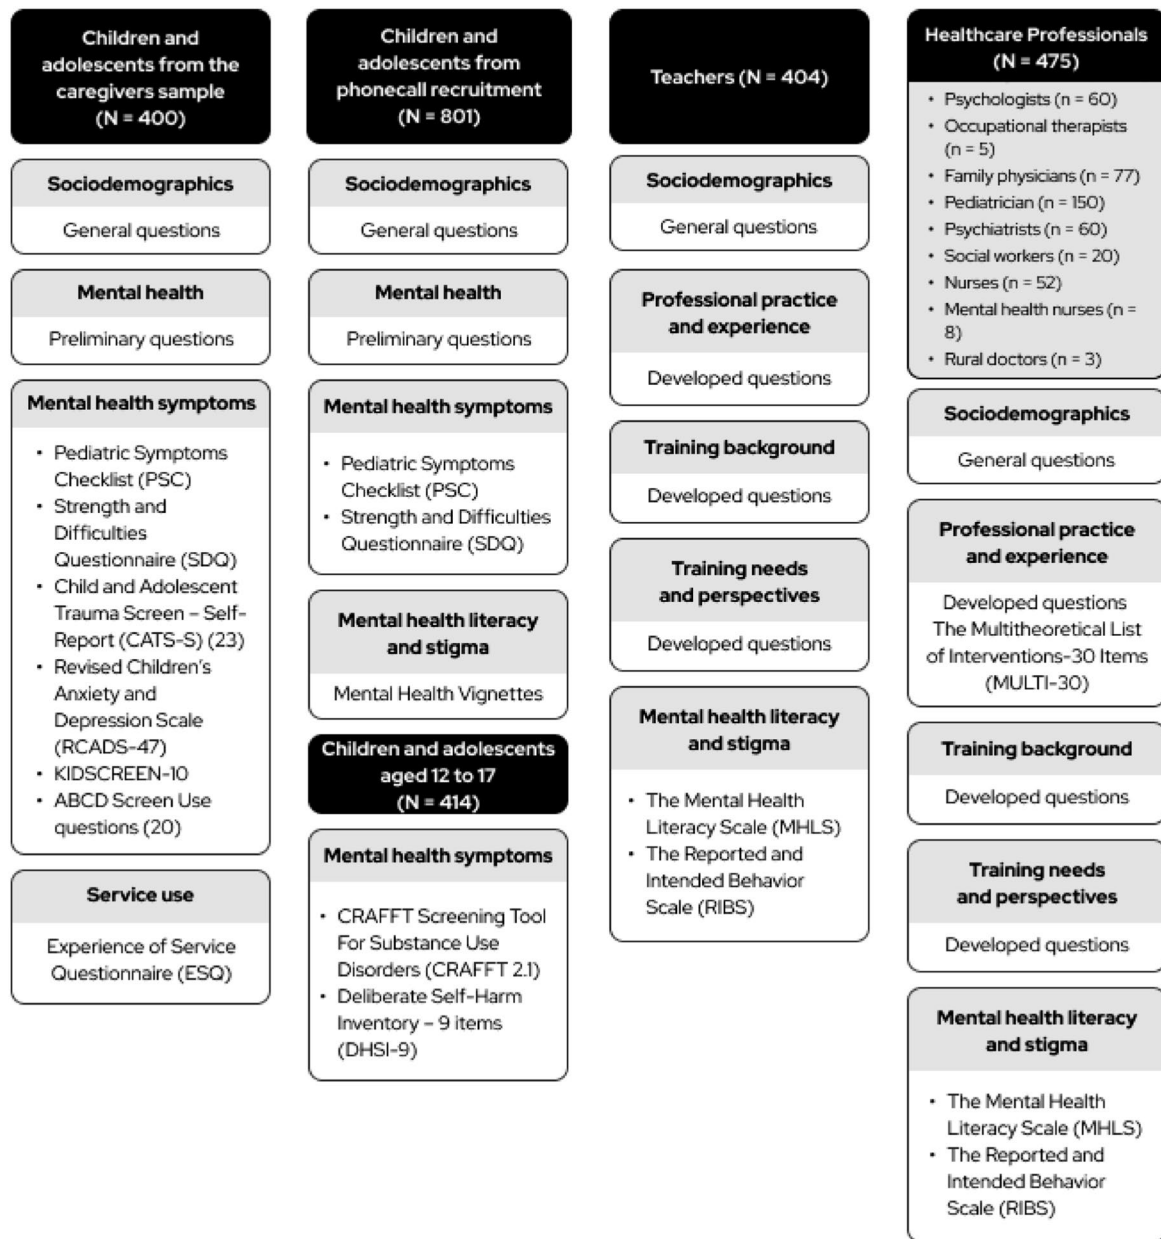 Children and
adolescents from the
caregivers sample
(N = 400)
Sociodemographics
General questions
Mental health
Preliminary questions
Mental health symptoms
• Pediatric Symptoms
Checklist (PSC)
• Strength and
Difficulties
Questionnaire (SDQ)
• Child and Adolescent
Trauma Screen – Self-
Report (CATS-S) (23)
• Revised Children's
Anxiety and
Depression Scale
(RCADS-47)
• KIDSCREEN-10
• ABCD Screen Use
questions (20)
Service use
Experience of Service
Questionnaire (ESQ)
Children and
adolescents from
phonecall recruitment
(N = 801)
Sociodemographics
General questions
Mental health
Preliminary questions
Mental health symptoms
• Pediatric Symptoms
Checklist (PSC)
• Strength and Difficulties
Questionnaire (SDQ)
Mental health literacy
and stigma
Mental Health Vignettes
Children and adolescents
aged 12 to 17
(N = 414)
Mental health symptoms
• CRAFFT Screening Tool
For Substance Use
Disorders (CRAFFT 2.1)
• Deliberate Self-Harm
Inventory – 9 items
(DHSI-9)
Teachers (N = 404)
Sociodemographics
General questions
Professional practice
and experience
Developed questions
Training background
Developed questions
Training needs
and perspectives
Developed questions
Mental health literacy
and stigma
• The Mental Health
Literacy Scale (MHLS)
• The Reported and
Intended Behavior
Scale (RIBS)
Healthcare Professionals
(N = 475)
• Psychologists (n = 60)
• Occupational therapists
(n = 5)
• Family physicians (n = 77)
• Pediatrician (n = 150)
• Psychiatrists (n = 60)
• Social workers (n = 20)
• Nurses (n = 52)
• Mental health nurses (n =
8)
• Rural doctors (n = 3)
Sociodemographics
General questions
Professional practice
and experience
Developed questions
The Multitheoretical List
of Interventions-30 Items
(MULTI-30)
Training background
Developed questions
Training needs
and perspectives
Developed questions
Mental health literacy
and stigma
• The Mental Health
Literacy Scale (MHLS)
• The Reported and
Intended Behavior
Scale (RIBS)